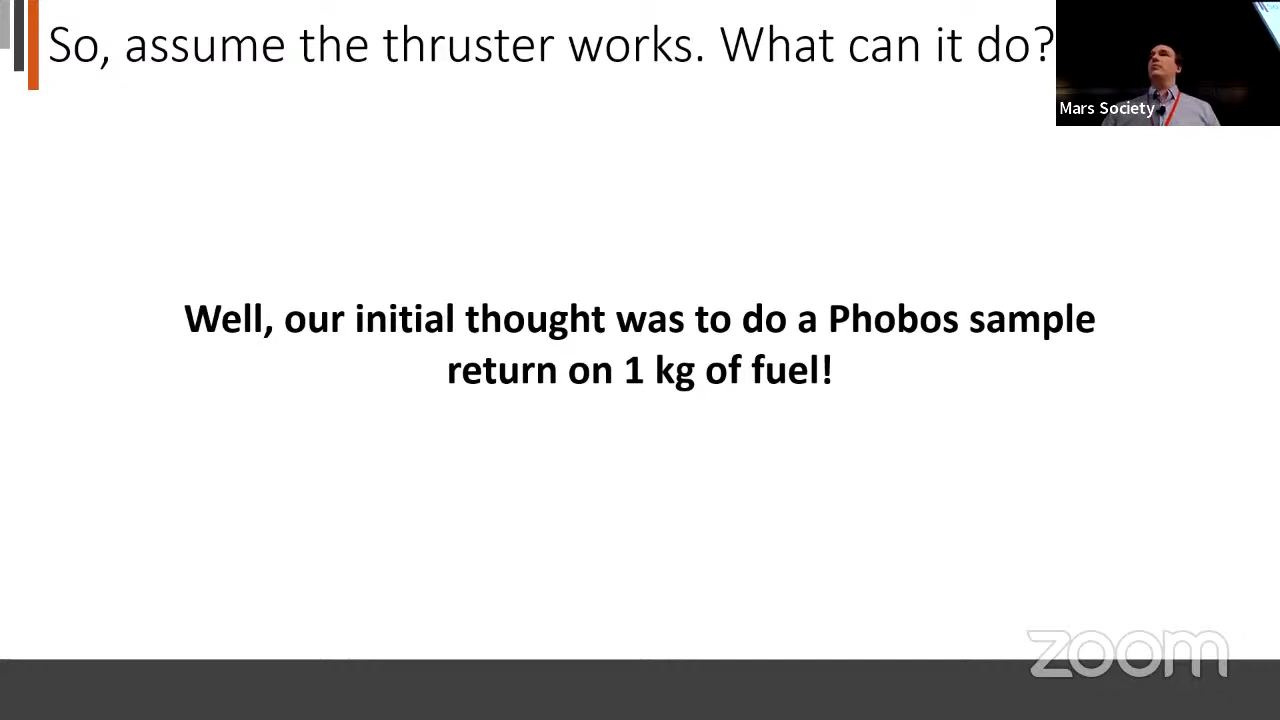 So, assume the thruster works. What can it do?
Mars Society
Well, our initial thought was to do a Phobos sample
return on 1 kg of fuel!
zoom